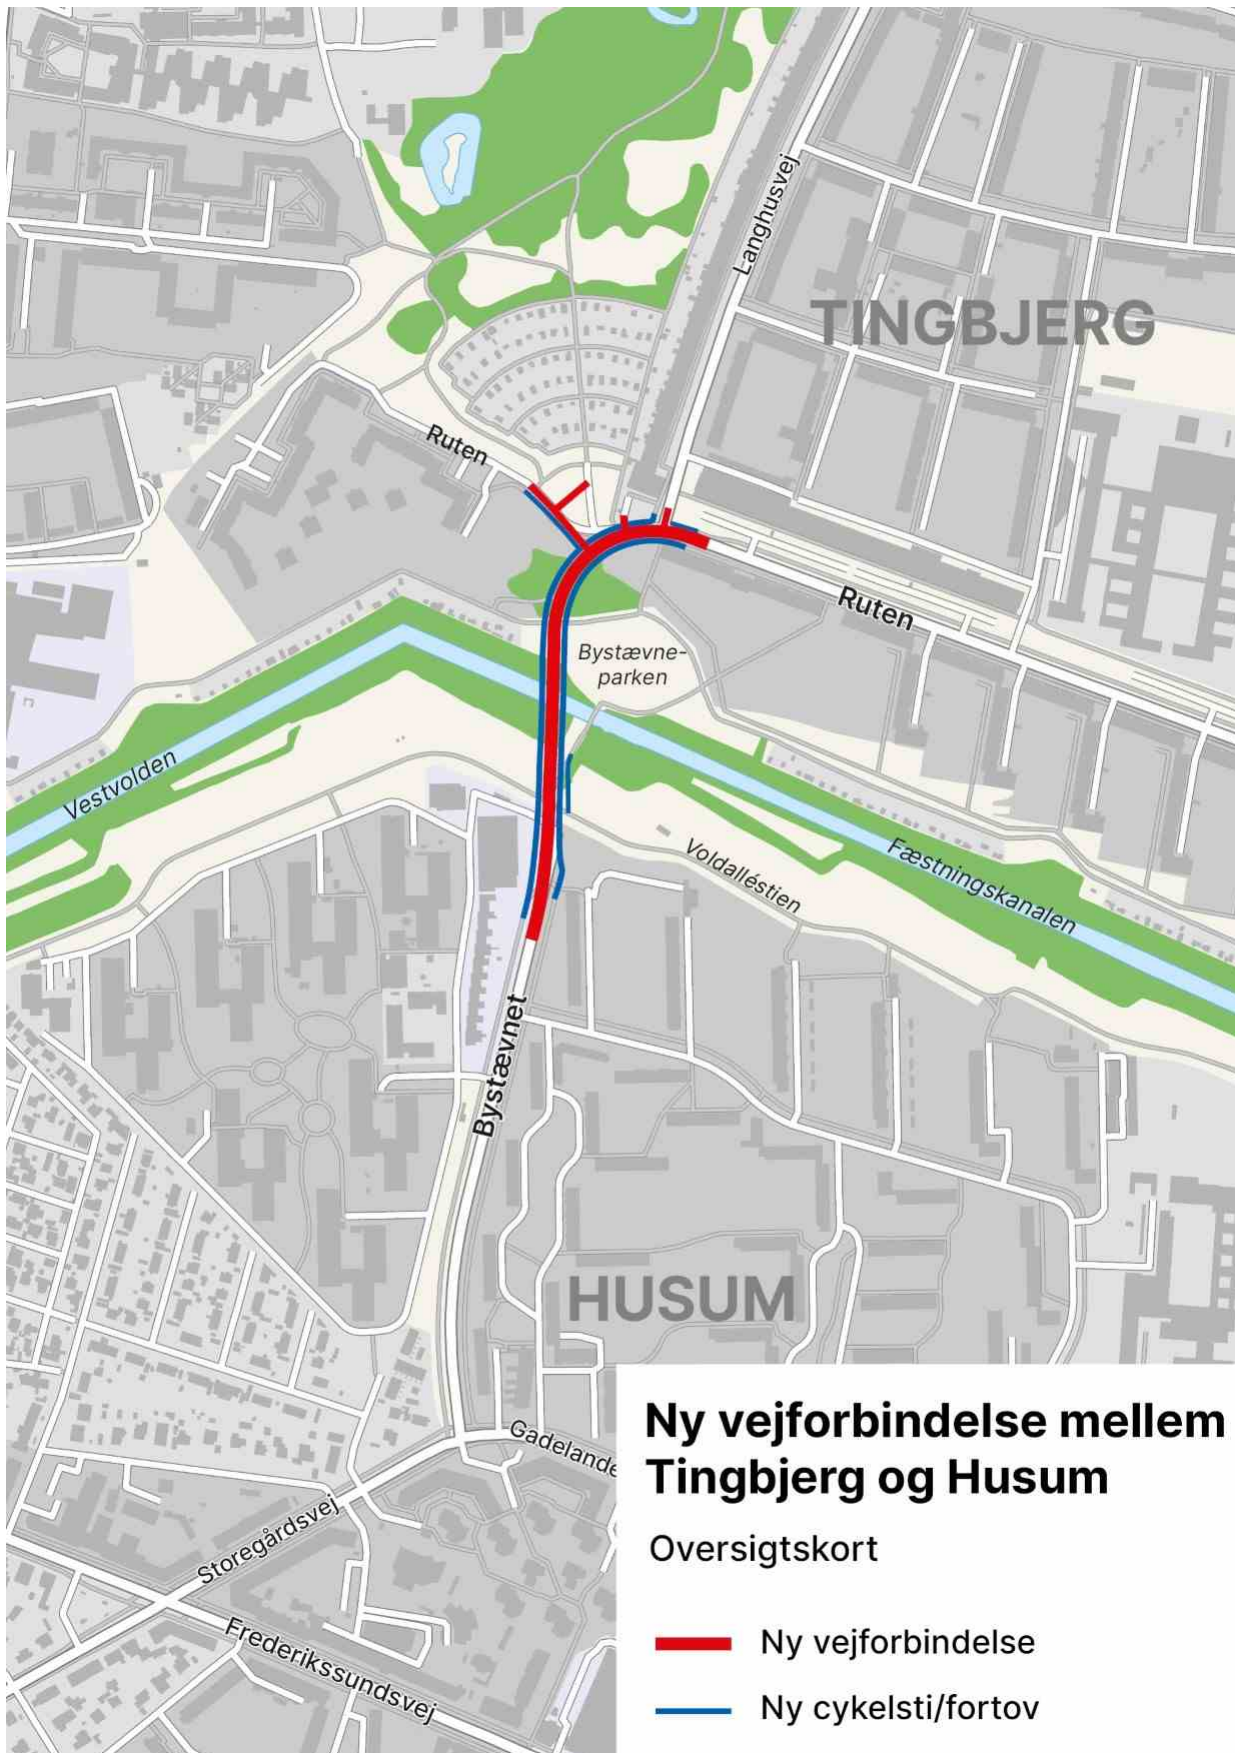 Langhusvej
TINGBJERG
Ruten
Ruten
Bystævne-
parken
Vestvolden
Voldalléstien
Fæstningskanalen
Bystævnet
HUSUM
Gadelande
Storegårdsvej
Frederikssundsvej
Ny vejforbindelse mellem
Tingbjerg og Husum
Oversigtskort
Ny vejforbindelse
Ny cykelsti/fortov